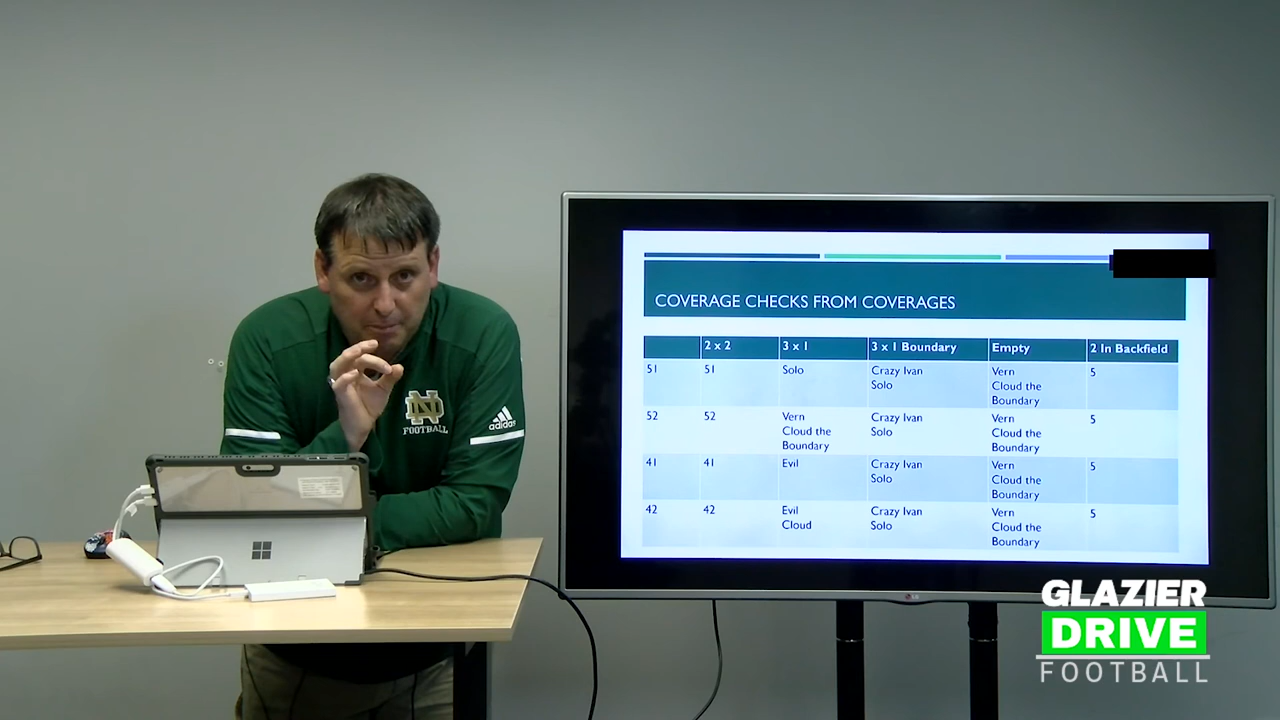 COVERAGE CHECKS FROM COVERAGES
2 x 2 3 x 1 3 x 1 Boundary Empty 2 In Backfield
51 51 Solo Crazy Ivan Solo Vern Cloud the Boundary 5
52 52 Vern Cloud the Boundary Crazy Ivan Solo Vern Cloud the Boundary 5
41 41 Evil Crazy Ivan Solo Vern Cloud the Boundary 5
42 42 Evil Cloud Crazy Ivan Solo Vern Cloud the Boundary 5
ND
FOOTBALL
adidas
LG
GLAZIER
DRIVE
FOOTBALL